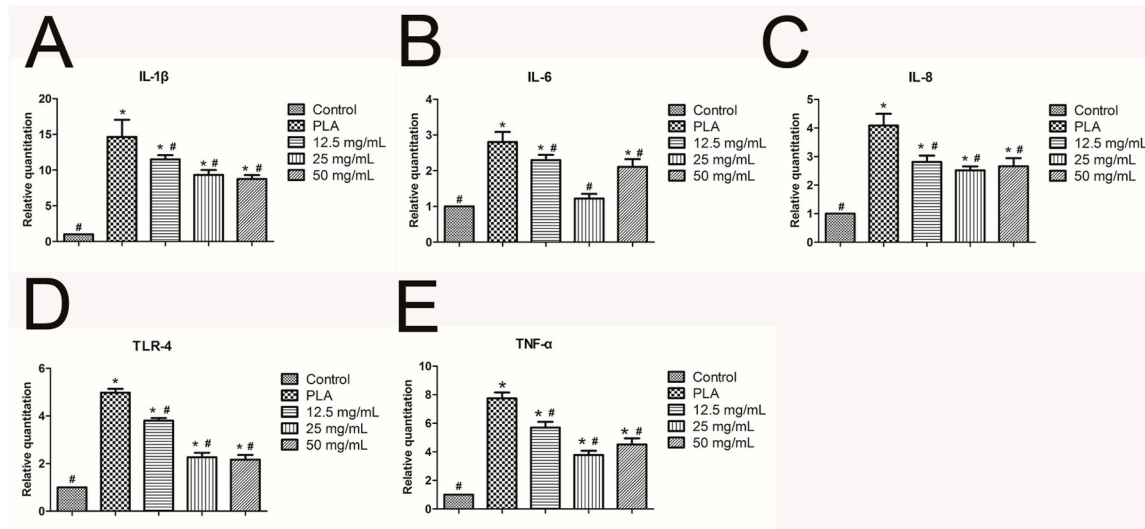 A
IL-1β
Relative quantitation
20
15
10
5
0
#
*
* #
* #
* #
Control
PLA
12.5 mg/mL
25 mg/mL
50 mg/mL
B
IL-6
Relative quantitation
4
3
2
1
0
#
*
* #
#
* #
Control
PLA
12.5 mg/mL
25 mg/mL
50 mg/mL
C
IL-8
Relative quantitation
5
4
3
2
1
0
#
*
* #
* #
* #
Control
PLA
12.5 mg/mL
25 mg/mL
50 mg/mL
D
TLR-4
Relative quantitation
6
4
2
0
#
*
* #
* #
* #
Control
PLA
12.5 mg/mL
25 mg/mL
50 mg/mL
E
TNF-α
Relative quantitation
10
8
6
4
2
0
#
*
* #
* #
* #
Control
PLA
12.5 mg/mL
25 mg/mL
50 mg/mL